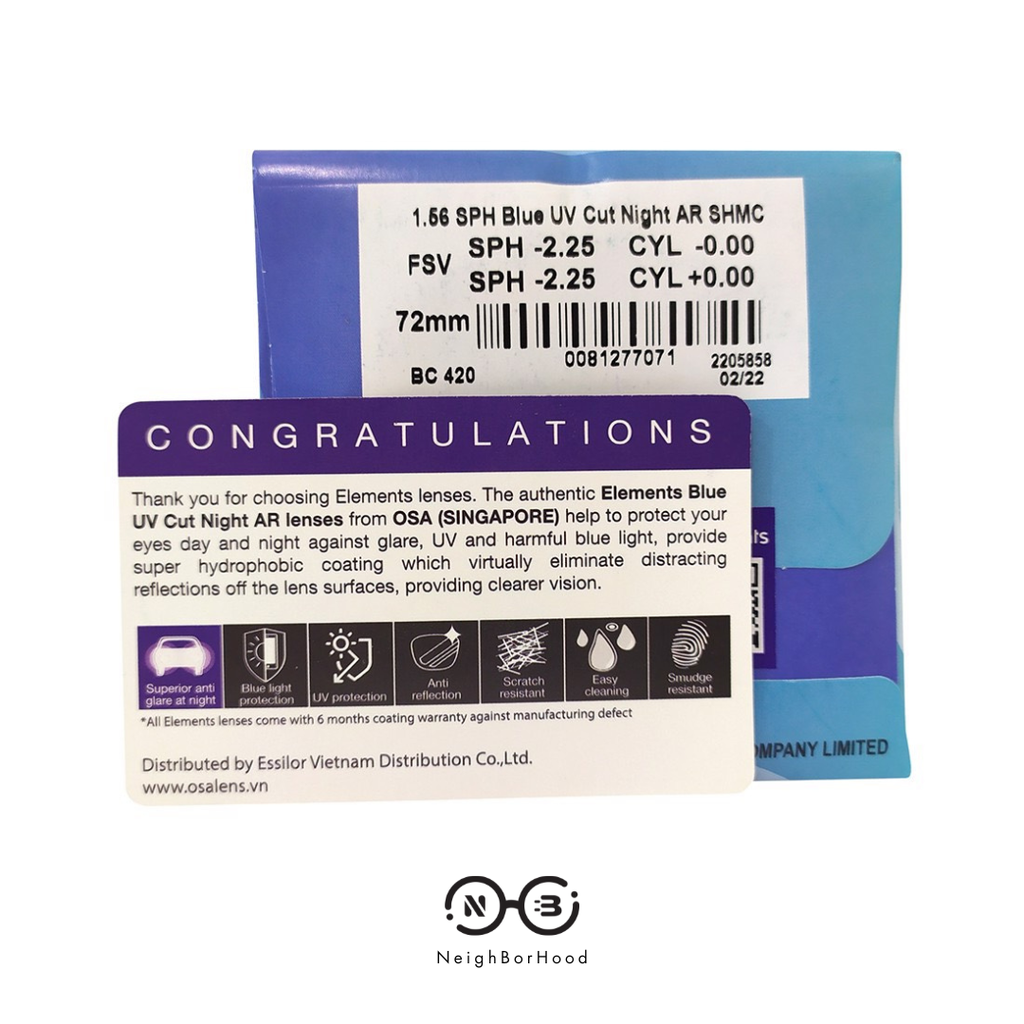 1.56 SPH Blue UV Cut Night AR SHMC
FSV
SPH -2.25 CYL -0.00
SPH -2.25 CYL +0.00
72mm
0081277071
2205858
BC 420
02/22
CONGRATULATIONS
Thank you for choosing Elements lenses. The authentic Elements Blue
UV Cut Night AR lenses from OSA (SINGAPORE) help to protect your
eyes day and night against glare, UV and harmful blue light, provide
super hydrophobic coating which virtually eliminate distracting
reflections off the lens surfaces, providing clearer vision.
Superior anti
glare at night
Blue light
protection
UV protection
Anti
reflection
Scratch
resistant
Easy
cleaning
Smudge
resistant
*All Elements lenses come with 6 months coating warranty against manufacturing defect
Distributed by Essilor Vietnam Distribution Co.,Ltd.
www.osalens.vn
LIMITED
N B
NeighBorHood